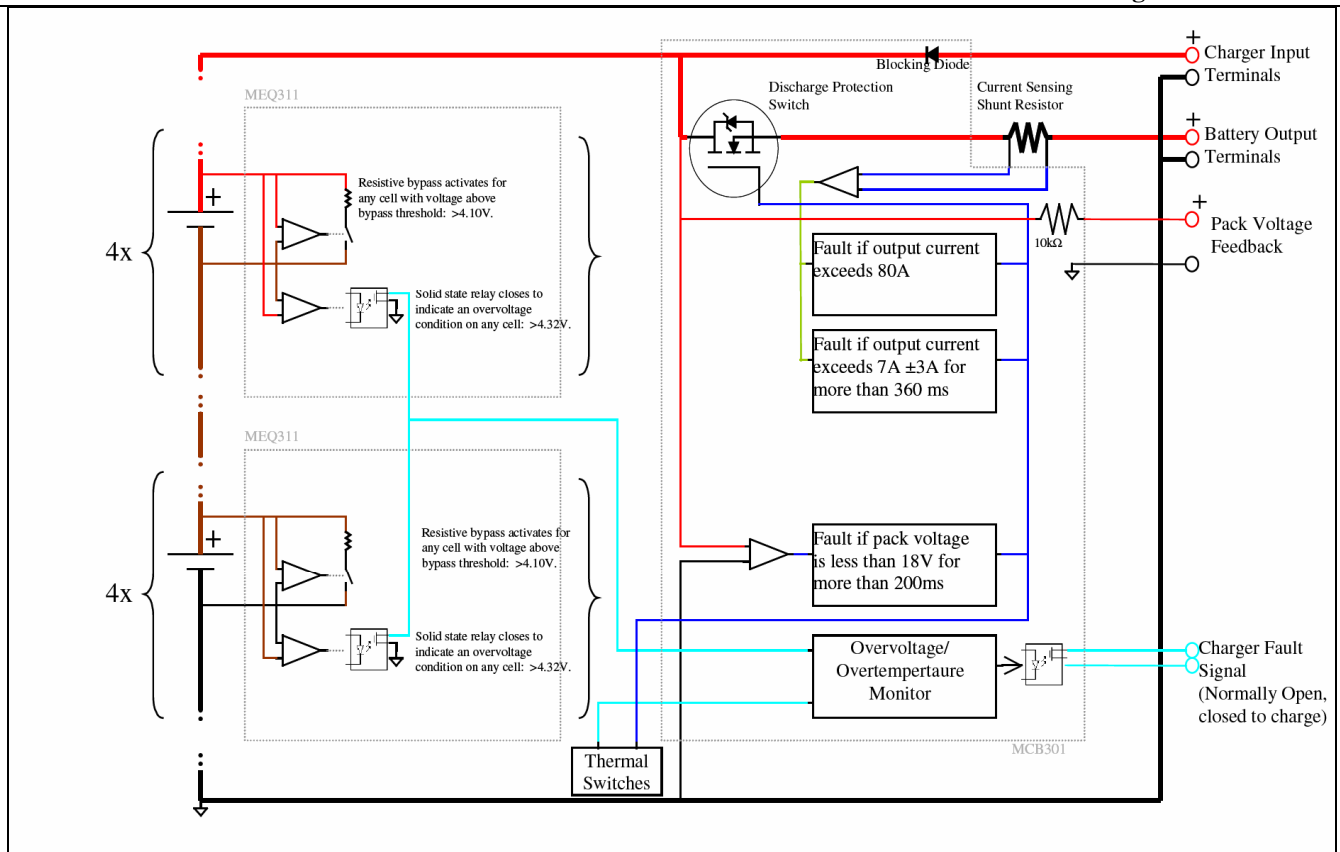 +
Charger Input
Terminals
Blocking Diode
MEQ311
Discharge Protection
Switch
Current Sensing
Shunt Resistor
+
Battery Output
Terminals
Resistive bypass activates for
any cell with voltage above
bypass threshold: >4.10V.
+
4x
+
Pack Voltage
Feedback
10kΩ
Fault if output current
exceeds 80A
Solid state relay closes to
indicate an overvoltage
condition on any cell: >4.32V.
Fault if output current
exceeds 7A ±3A for
more than 360 ms
MEQ311
Resistive bypass activates for
any cell with voltage above
bypass threshold: >4.10V.
+
4x
Fault if pack voltage
is less than 18V for
more than 200ms
Solid state relay closes to
indicate an overvoltage
condition on any cell: >4.32V.
Overvoltage/
Overtempertaure
Monitor
Charger Fault
Signal
(Normally Open,
closed to charge)
MCB301
Thermal
Switches